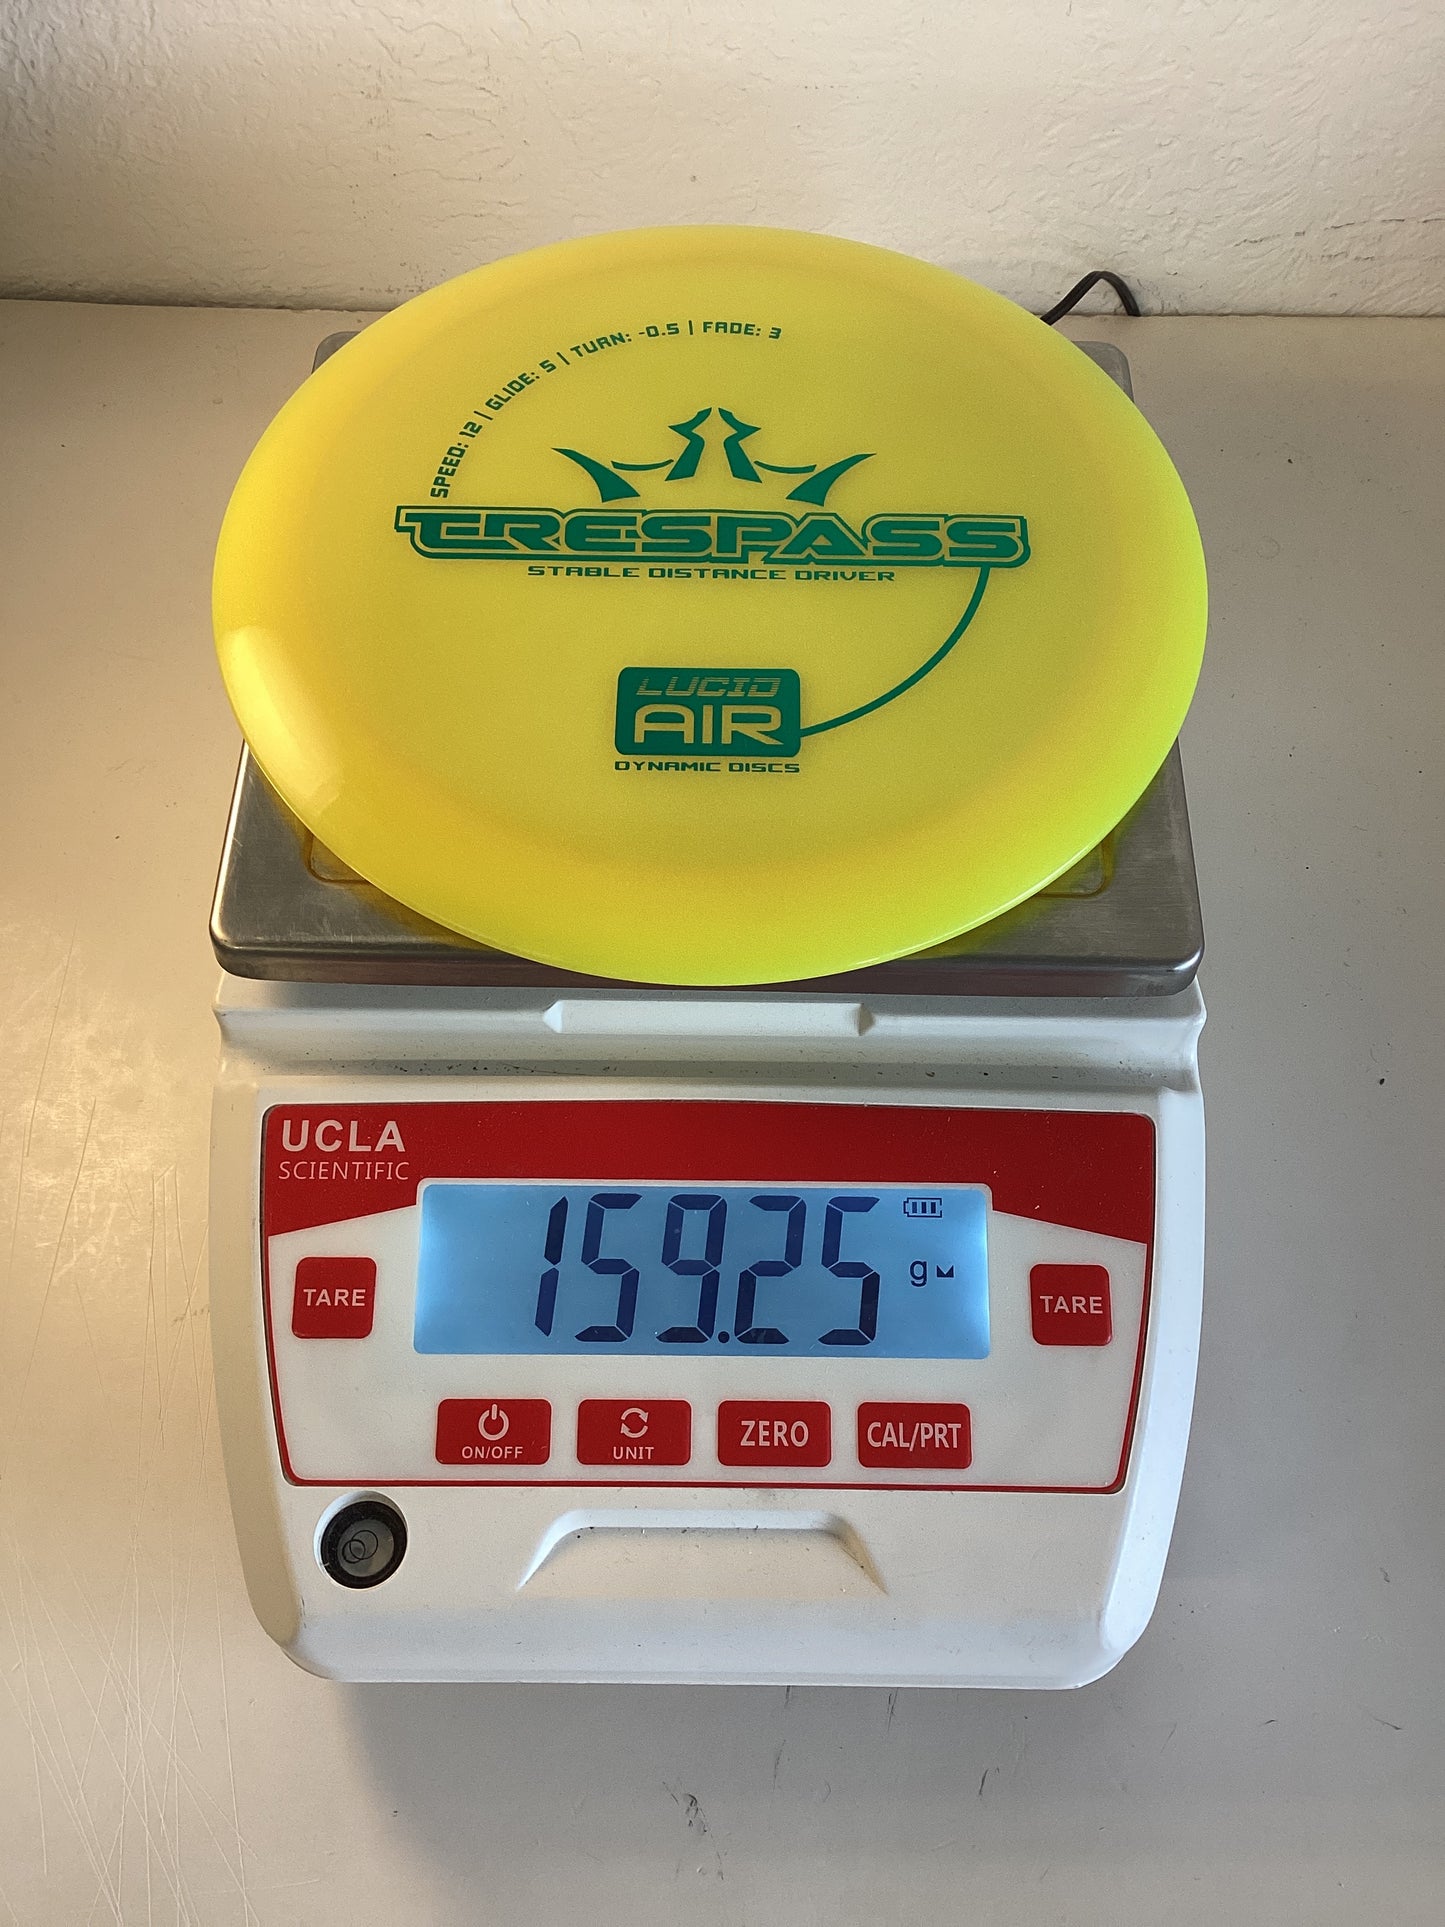 SPEED: 12 | GLIDE: 5 | TURN: -0.5 | FADE: 3
TRESPASS
STABLE DISTANCE DRIVER
LUCID
AIR
DYNAMIC DISCS
UCLA
SCIENTIFIC
159.25
g
TARE
TARE
ON/OFF
UNIT
ZERO
CAL/PRT